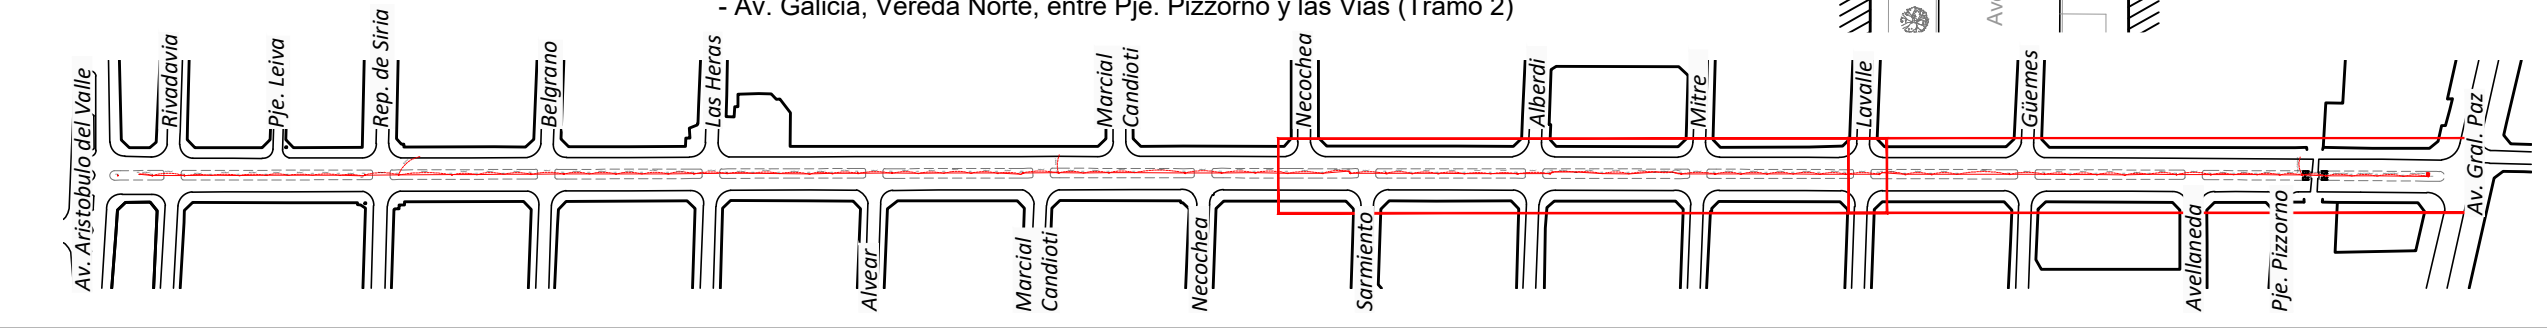 - Av. Galicia, Vereda Norte, entre Pje. Pizzorno y las Vías (Tramo 2)
Av. Aristóbulo del Valle
Rivadavia
Pje. Leiva
Rep. de Siria
Belgrano
Las Heras
Marcial
Candioti
Necochea
Alberdi
Mitre
Lavalle
Güemes
Av. Gral. Paz
Alvear
Marcial
Candioti
Necochea
Sarmiento
Avellaneda
Pje. Pizzorno